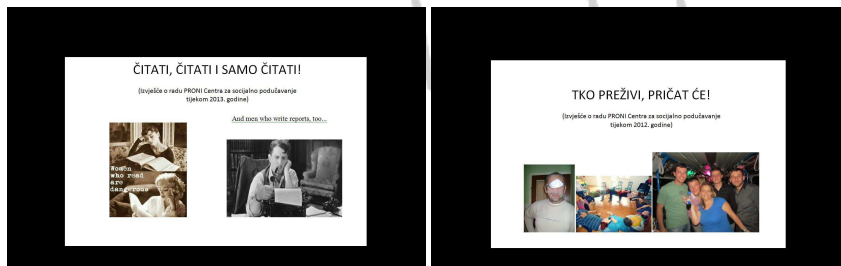 ČITATI, ČITATI I SAMO ČITATI!
(Izvješće o radu PRONI Centra za socijalno podučavanje
tijekom 2013. godine)
And men who write reports, too...
Women
who read
are
dangerous
TKO PREŽIVI, PRIČAT ĆE!
(Izvješće o radu PRONI Centra za socijalno podučavanje
tijekom 2012. godine)